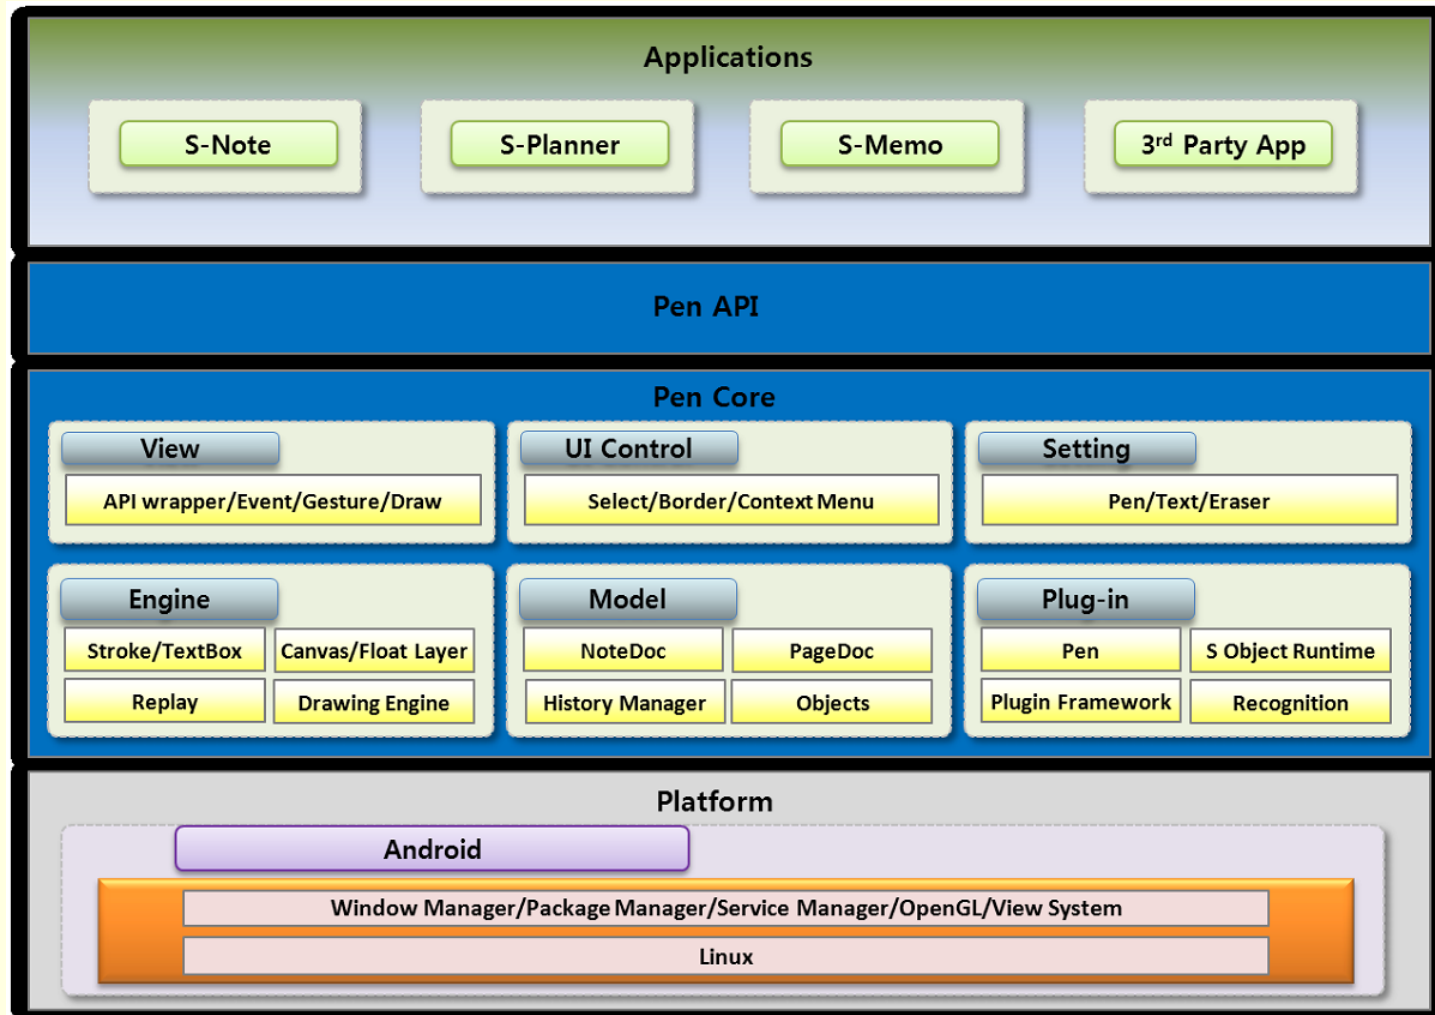 Applications
S-Note
S-Planner
S-Memo
3rd Party App
Pen API
Pen Core
View
API wrapper/Event/Gesture/Draw
UI Control
Select/Border/Context Menu
Setting
Pen/Text/Eraser
Engine
Stroke/TextBox
Canvas/Float Layer
Replay
Drawing Engine
Model
NoteDoc
PageDoc
History Manager
Objects
Plug-in
Pen
S Object Runtime
Plugin Framework
Recognition
Platform
Android
Window Manager/Package Manager/Service Manager/OpenGL/View System
Linux